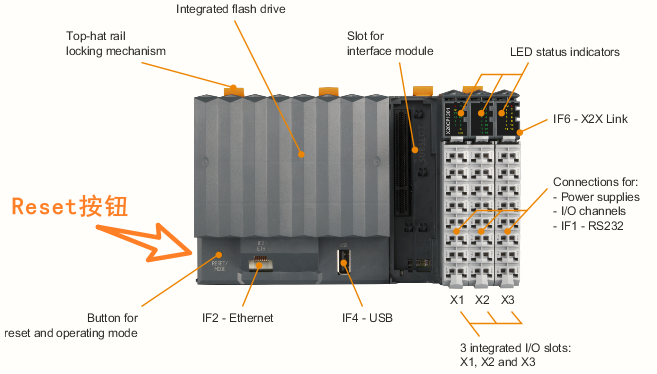 Integrated flash drive
Top-hat rail
locking mechanism
Slot for
interface module
LED status indicators
IF6 - X2X Link
Connections for:
- Power supplies
- I/O channels
- IF1 - RS232
Reset按钮
RESET/
MODE
Button for
reset and operating mode
IF2 - Ethernet
IF4 - USB
X1 X2 X3
3 integrated I/O slots:
X1, X2 and X3